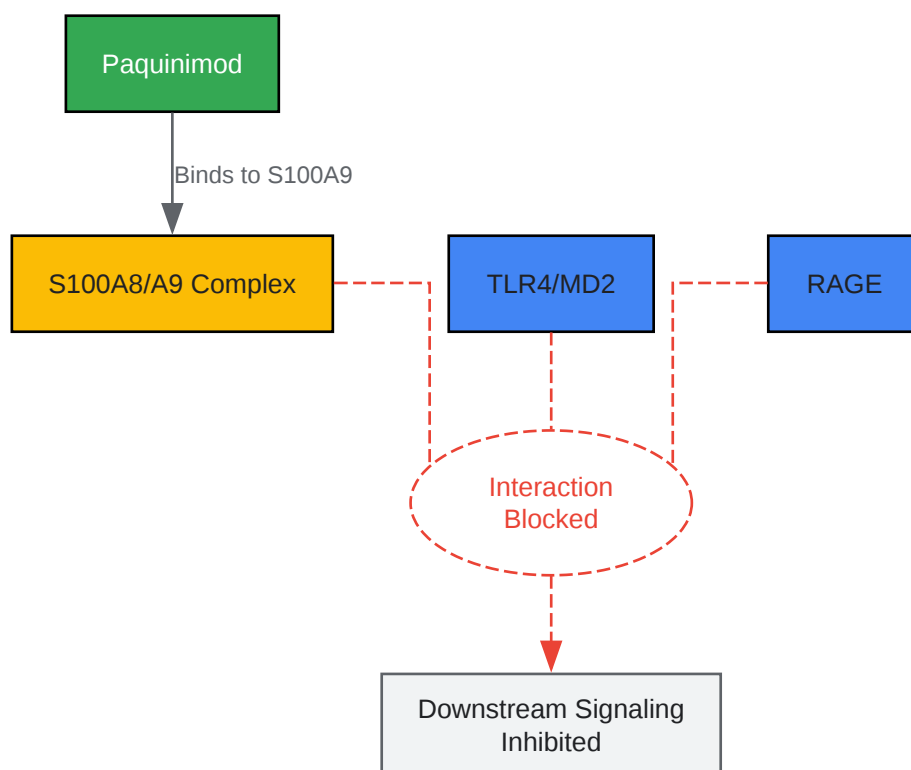 Paquinimod
Binds to S100A9
S100A8/A9 Complex
TLR4/MD2
RAGE
Interaction
Blocked
Downstream Signaling
Inhibited